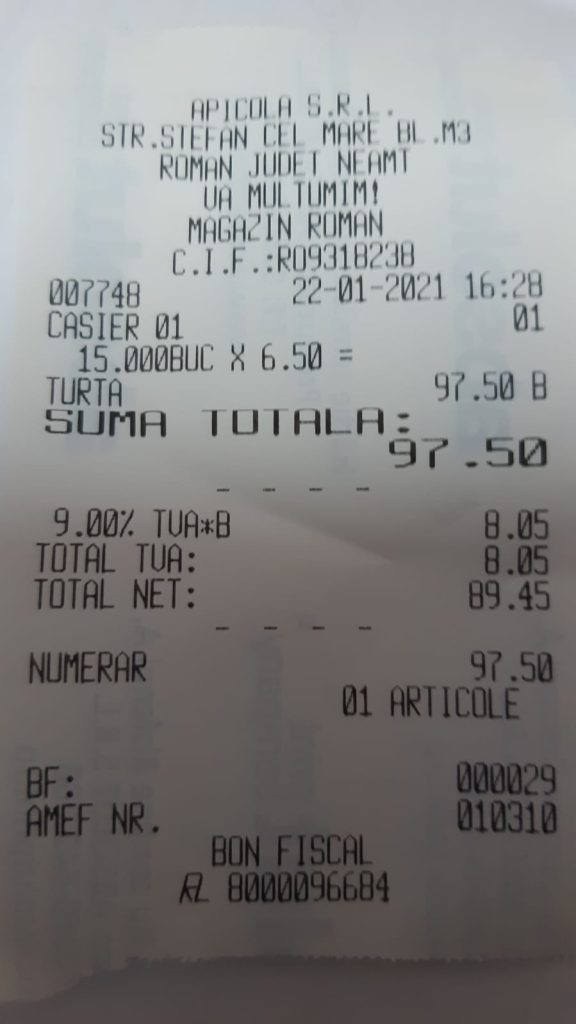 APICOLA S.R.L.
STR.STEFAN CEL MARE BL.M3
ROMAN JUDET NEAMT
VA MULTUMIM!
MAGAZIN ROMAN
C.I.F.:RO9318238
007748 22-01-2021 16:28
CASIER 01 01
15.000BUC X 6.50 =
TURTA 97.50 B
SUMA TOTALA:
97.50
- - - -
9.00% TVA*B 8.05
TOTAL TVA: 8.05
TOTAL NET: 89.45
- - - -
NUMERAR 97.50
01 ARTICOLE
BF: 000029
AMEF NR. 010310
BON FISCAL
8000096684